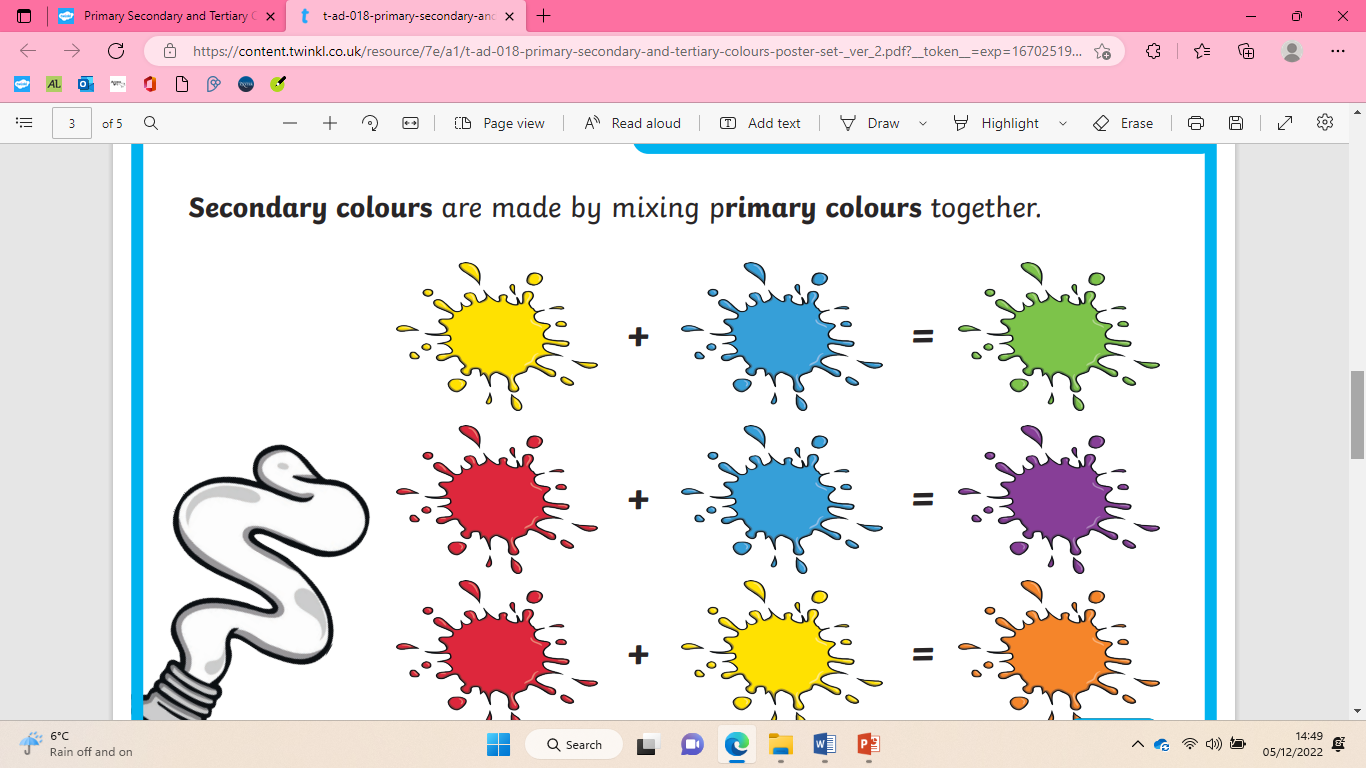 Primary Secondary and Tertiary C
t-ad-018-primary-secondary-and
https://content.twinkl.co.uk/resource/7e/a1/t-ad-018-primary-secondary-and-tertiary-colours-poster-set-_ver_2.pdf?__token__=exp=16702519...
AL
3 of 5 Page view Read aloud Add text Draw Highlight Erase
Secondary colours are made by mixing primary colours together.
+ =
+ =
+ =
6°C
Rain off and on
Search
14:49
05/12/2022